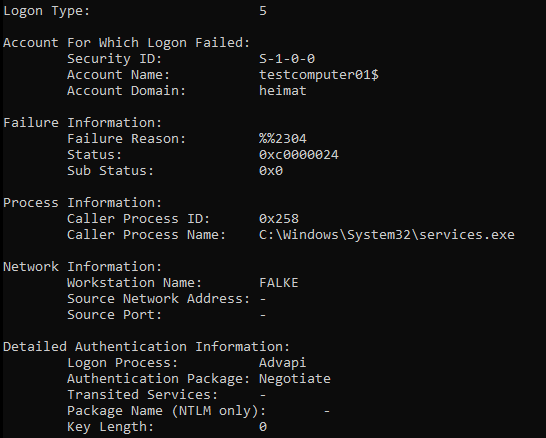 Logon Type: 5
Account For Which Logon Failed:
Security ID: S-1-0-0
Account Name: testcomputer01$
Account Domain: heimat
Failure Information:
Failure Reason: %%2304
Status: 0xc0000024
Sub Status: 0x0
Process Information:
Caller Process ID: 0x258
Caller Process Name: C:\Windows\System32\services.exe
Network Information:
Workstation Name: FALKE
Source Network Address: -
Source Port: -
Detailed Authentication Information:
Logon Process: Advapi
Authentication Package: Negotiate
Transited Services: -
Package Name (NTLM only): -
Key Length: 0